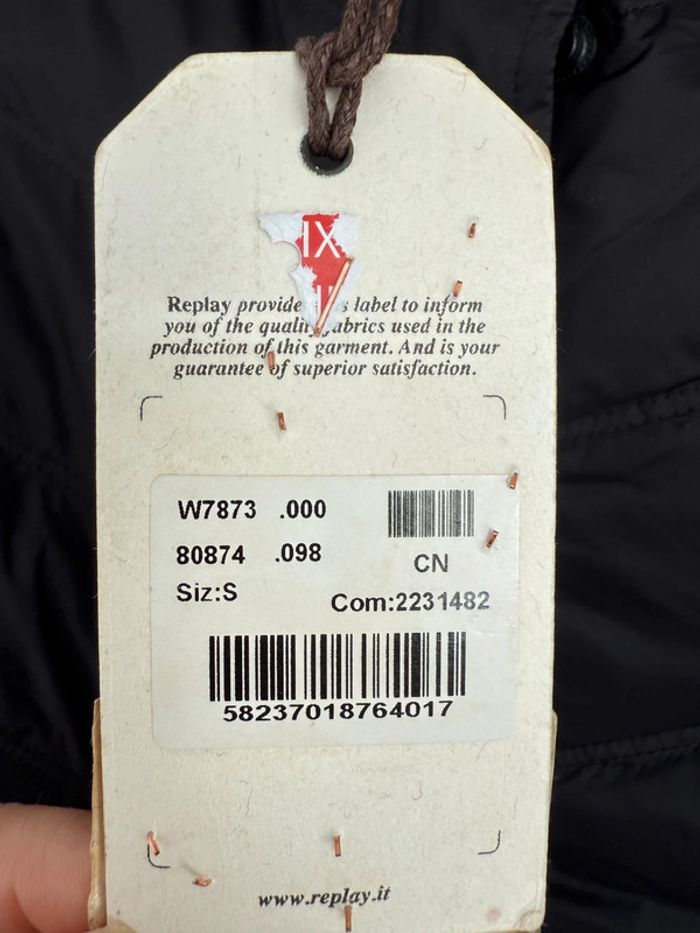 IX
Replay provide s label to inform
you of the quality fabrics used in the
production of this garment. And is your
guarantee of superior satisfaction.
W7873 .000
80874 .098
CN
Siz:S
Com:2231482
58237018764017
www.replay.it